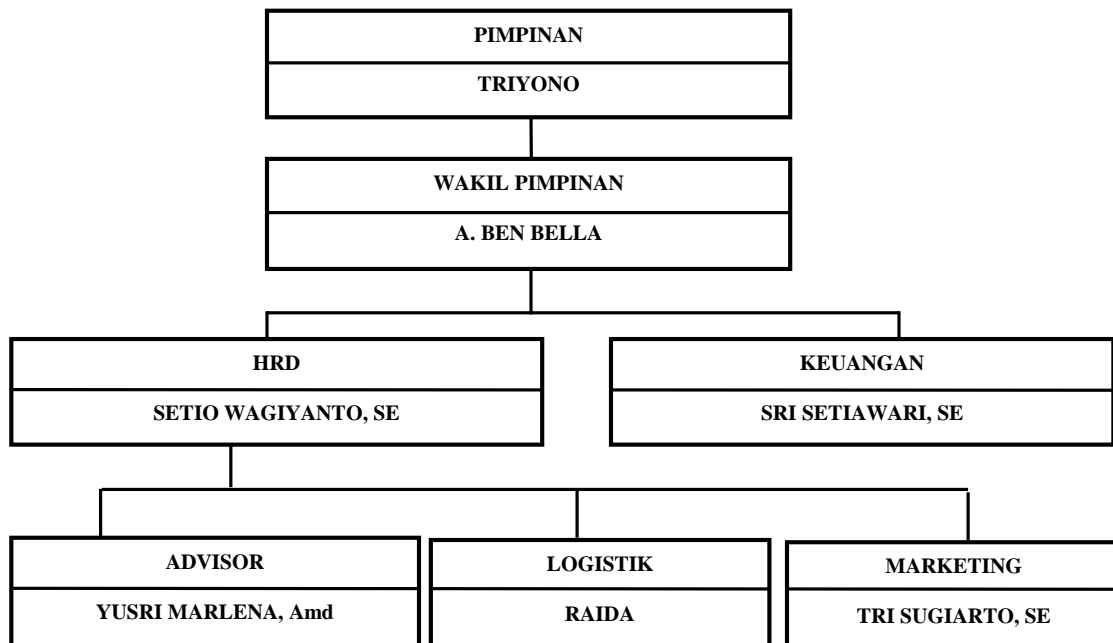 PIMPINAN
TRIYONO
WAKIL PIMPINAN
A. BEN BELLA
HRD
SETIO WAGIYANTO, SE
KEUANGAN
SRI SETIAWARI, SE
ADVISOR
YUSRI MARLENA, Amd
LOGISTIK
RAIDA
MARKETING
TRI SUGIARTO, SE